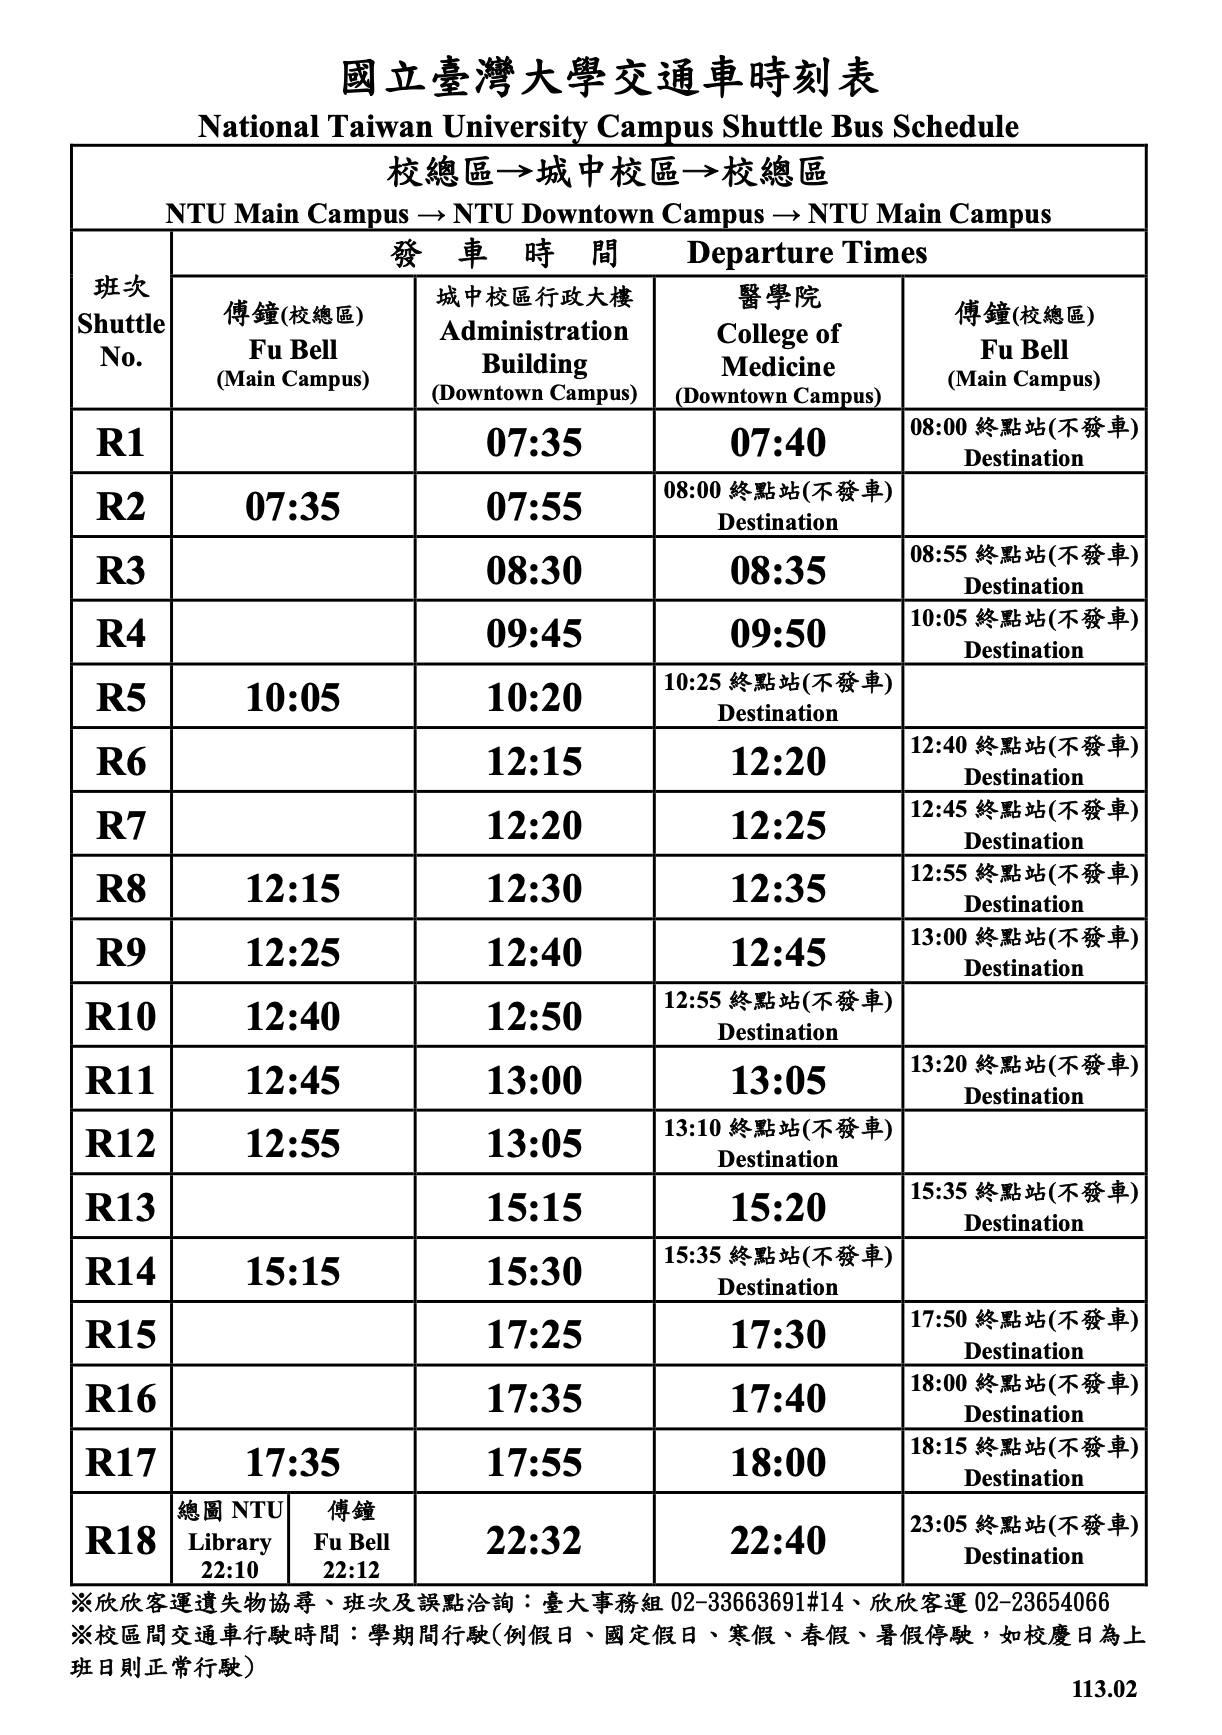 國立臺灣大學交通車時刻表
National Taiwan University Campus Shuttle Bus Schedule
校總區→城中校區→校總區
NTU Main Campus → NTU Downtown Campus → NTU Main Campus
班次
Shuttle
No.
發 車 時 間 Departure Times
傅鐘(校總區)
Fu Bell
(Main Campus)
城中校區行政大樓
Administration
Building
(Downtown Campus)
醫學院
College of
Medicine
(Downtown Campus)
傅鐘(校總區)
Fu Bell
(Main Campus)
R1 07:35 07:40 08:00 終點站(不發車)
Destination
R2 07:35 07:55 08:00 終點站(不發車)
Destination
R3 08:30 08:35 08:55 終點站(不發車)
Destination
R4 09:45 09:50 10:05 終點站(不發車)
Destination
R5 10:05 10:20 10:25 終點站(不發車)
Destination
R6 12:15 12:20 12:40 終點站(不發車)
Destination
R7 12:20 12:25 12:45 終點站(不發車)
Destination
R8 12:15 12:30 12:35 12:55 終點站(不發車)
Destination
R9 12:25 12:40 12:45 13:00 終點站(不發車)
Destination
R10 12:40 12:50 12:55 終點站(不發車)
Destination
R11 12:45 13:00 13:05 13:20 終點站(不發車)
Destination
R12 12:55 13:05 13:10 終點站(不發車)
Destination
R13 15:15 15:20 15:35 終點站(不發車)
Destination
R14 15:15 15:30 15:35 終點站(不發車)
Destination
R15 17:25 17:30 17:50 終點站(不發車)
Destination
R16 17:35 17:40 18:00 終點站(不發車)
Destination
R17 17:35 17:55 18:00 18:15 終點站(不發車)
Destination
R18
總圖 NTU
Library
22:10
傅鐘
Fu Bell
22:12
22:32 22:40 23:05 終點站(不發車)
Destination
※欣欣客運遺失物協尋、班次及誤點洽詢：臺大事務組 02-33663691#14、欣欣客運 02-23654066
※校區間交通車行駛時間：學期間行駛(例假日、國定假日、寒假、春假、暑假停駛，如校慶日為上
班日則正常行駛)
113.02